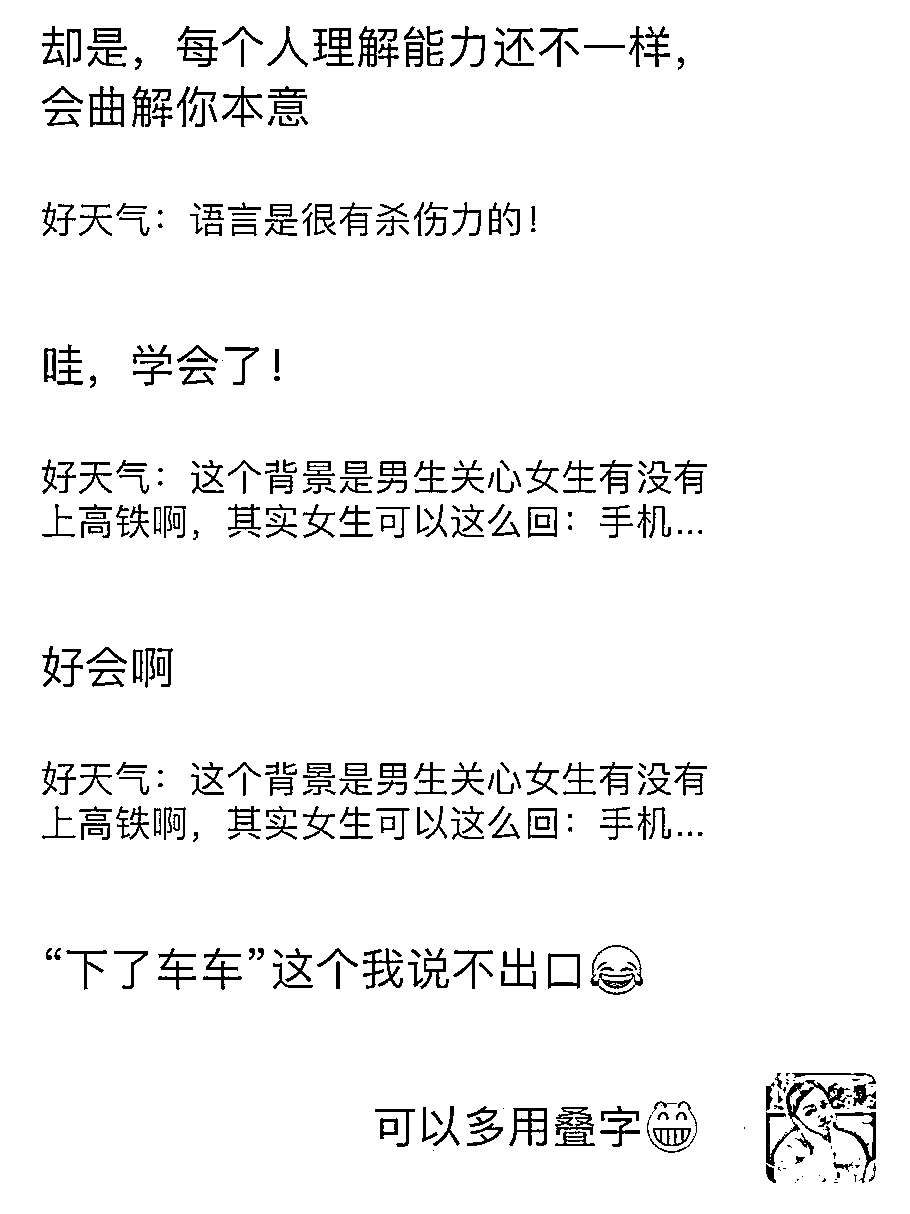 却是，每个人理解能力还不一样，
会曲解你本意
好天气：语言是很有杀伤力的！
哇，学会了！
好天气：这个背景是男生关心女生有没有
上高铁啊，其实女生可以这么回：手机...
好会啊
好天气：这个背景是男生关心女生有没有
上高铁啊，其实女生可以这么回：手机...
“下了车车”这个我说不出口😂
可以多用叠字😁